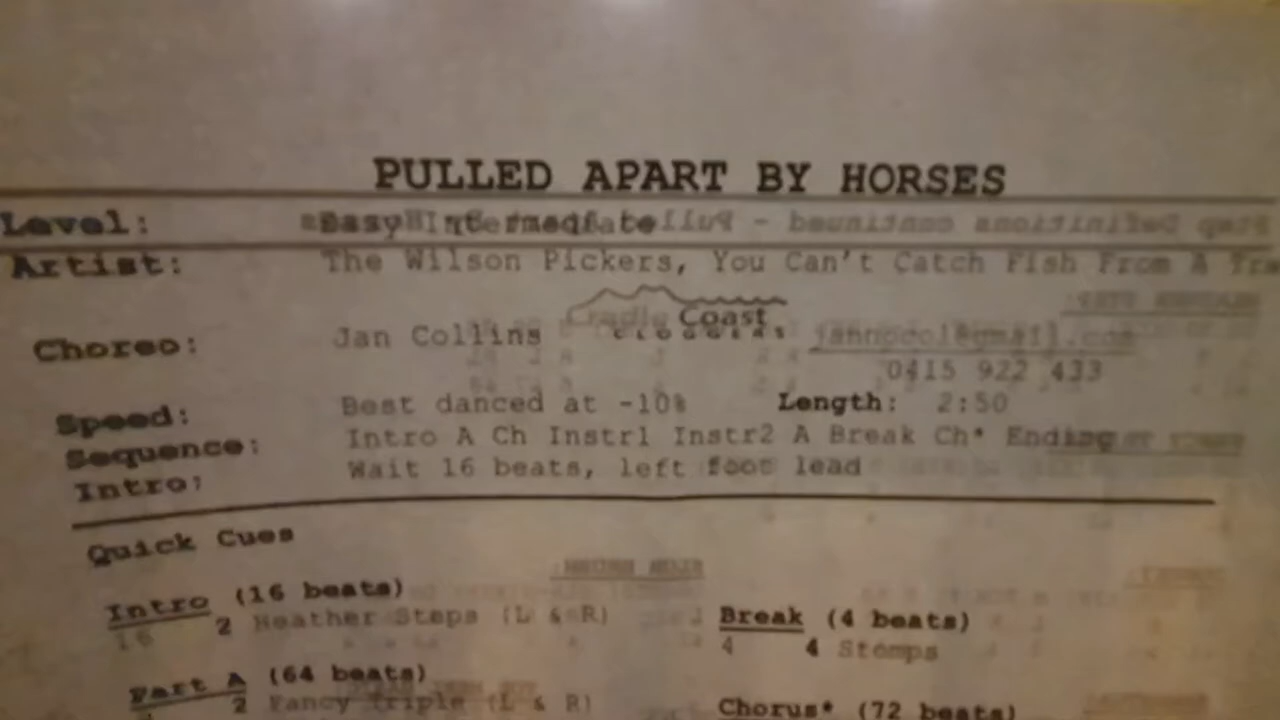 PULLED APART BY HORSES
Level: Easy Intermediate
Artist: The Wilson Pickers, You Can't Catch Fish From A
Cradle Coast
CLOGGERS
Choreo: Jan Collins
0415 922 433
Speed: Best danced at -10% Length: 2:50
Sequence: Intro A Ch Instr1 Instr2 A Break Ch* Ending
Intro: Wait 16 beats, left foot lead
Quick Cues
Intro (16 beats)
16 2 Heather Steps (L & R)
Part A (64 beats)
2 Fancy Triple (L & R)
Break (4 beats)
4 4 Stomps
Chorus* (72 beats)